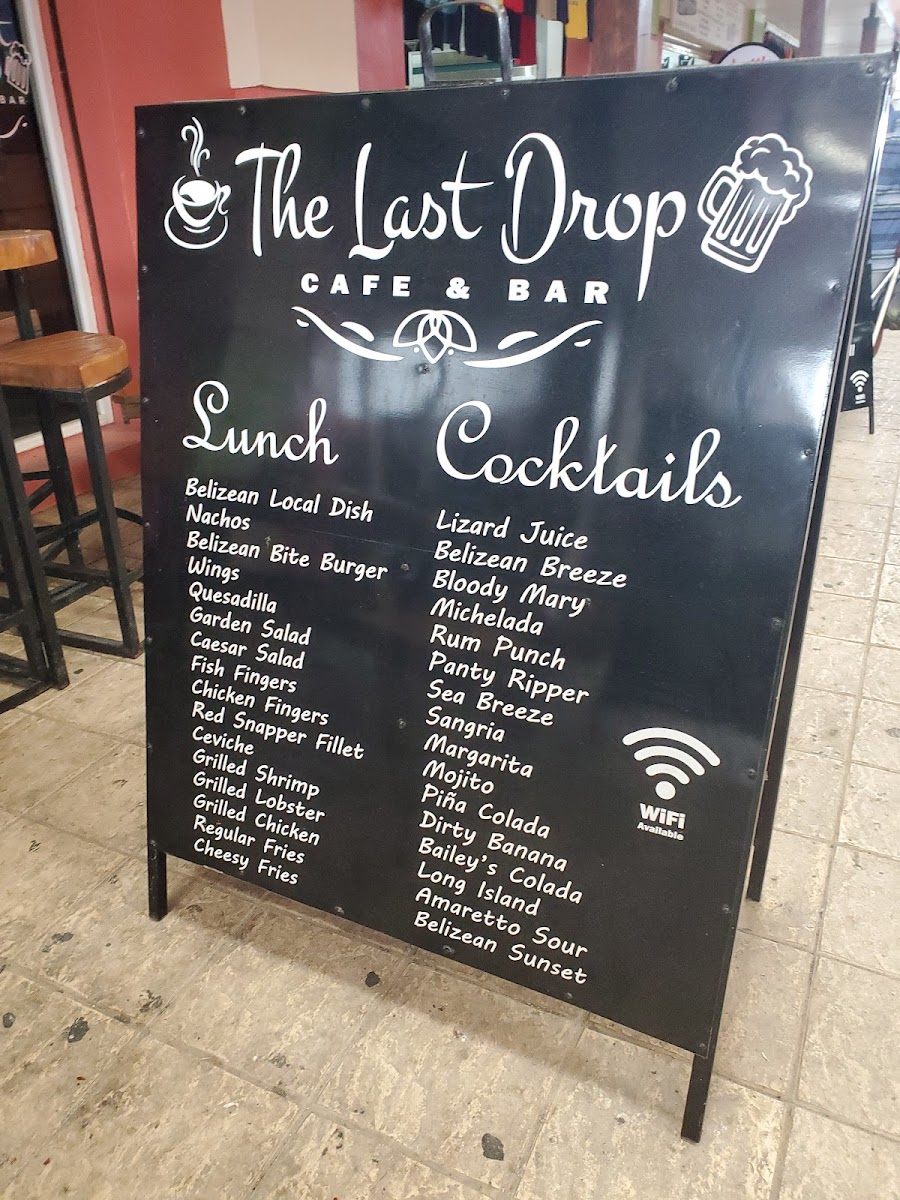 The Last Drop
CAFE & BAR
Lunch
Belizean Local Dish
Nachos
Belizean Bite Burger
Wings
Quesadilla
Garden Salad
Caesar Salad
Fish Fingers
Chicken Fingers
Red Snapper Fillet
Ceviche
Grilled Shrimp
Grilled Lobster
Grilled Chicken
Regular Fries
Cheesy Fries
Cocktails
Lizard Juice
Belizean Breeze
Bloody Mary
Michelada
Rum Punch
Panty Ripper
Sea Breeze
Sangria
Margarita
Mojito
Piña Colada
Dirty Banana
Bailey's Colada
Long Island
Amaretto Sour
Belizean Sunset
WiFi
Available
BAR